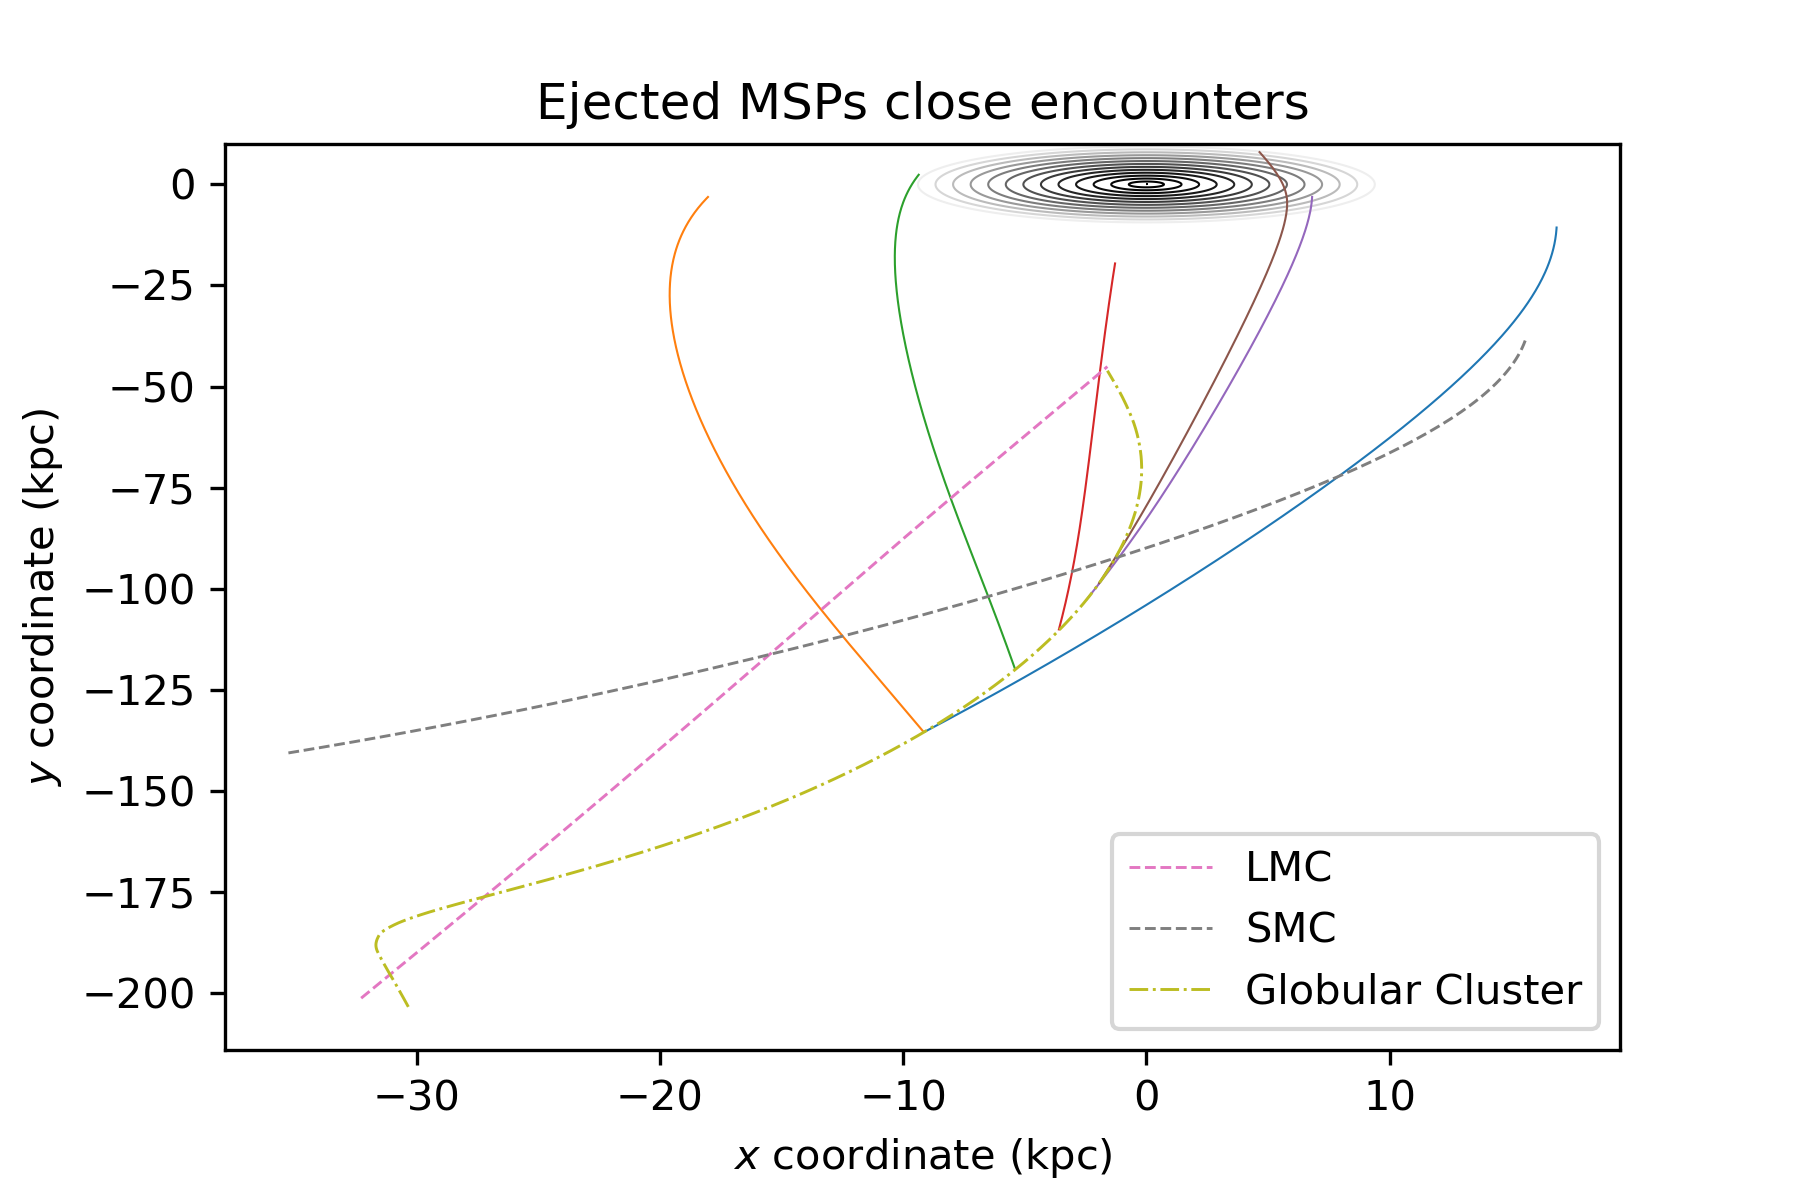 Ejected MSPs close encounters
0
−25
−50
−75
−100
−125
−150
−175
−200
y coordinate (kpc)
−30
−20
−10
0
10
x coordinate (kpc)
LMC
SMC
Globular Cluster